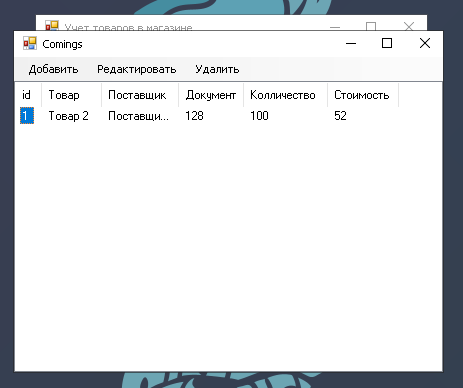 Учет товаров в магазине
Comings
Добавить Редактировать Удалить
id Товар Поставщик Документ Колличество Стоимость
1 Товар 2 Поставщи... 128 100 52